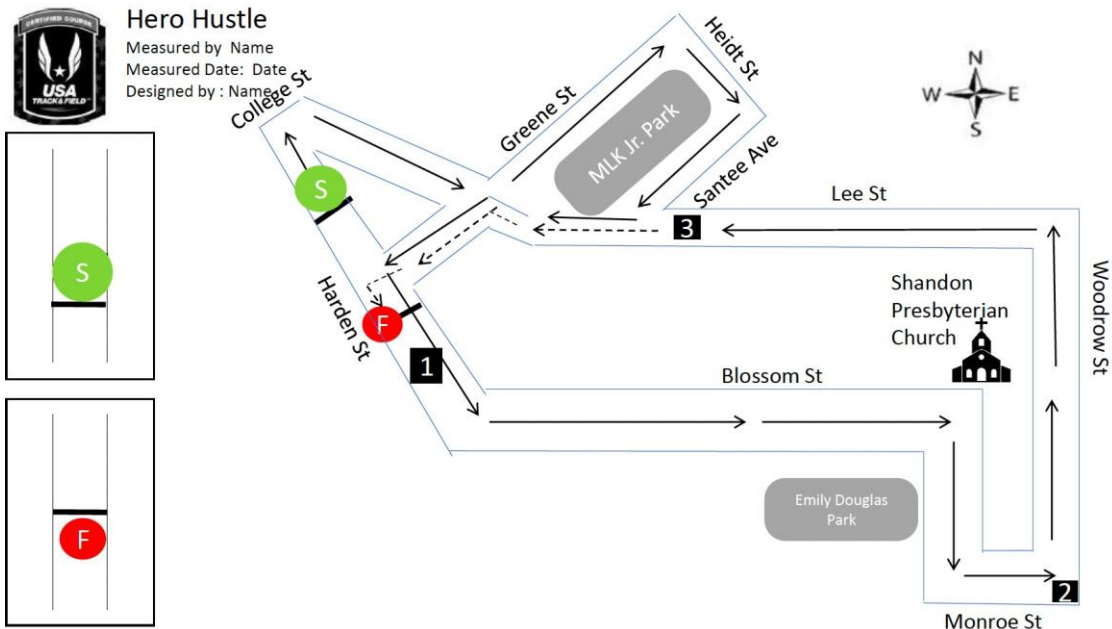 CERTIFIED COURSE
USA
TRACK & FIELD™
Hero Hustle
Measured by Name
Measured Date: Date
Designed by : Name
College St
Greene St
Heidt St
MLK Jr. Park
Santee Ave
N
W E
S
S
S
3
Lee St
Woodrow St
Shandon
Presbyterian
Church
Harden St
F
1
Blossom St
Emily Douglas
Park
F
2
Monroe St